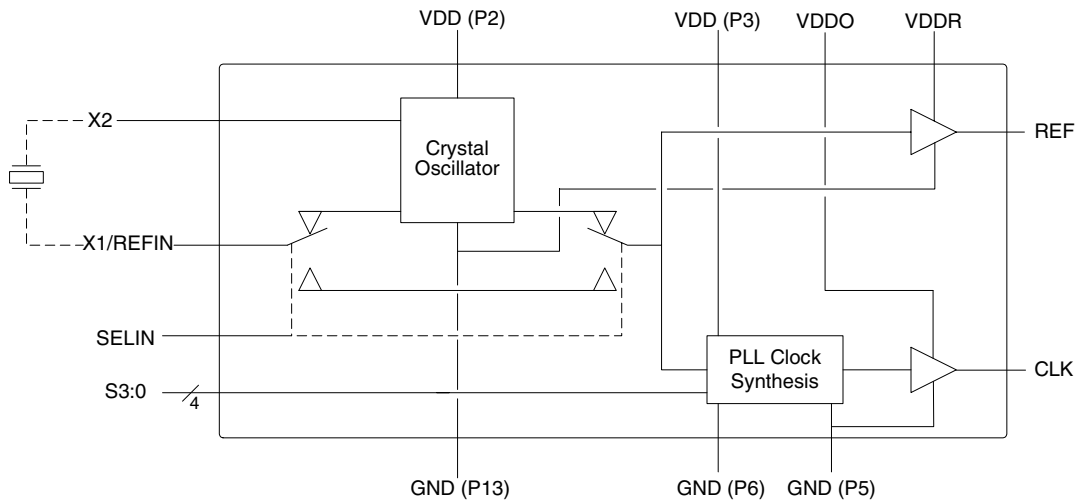 VDD (P2)
VDD (P3)
VDDO
VDDR
X2
Crystal
Oscillator
REF
X1/REFIN
SELIN
PLL Clock
Synthesis
CLK
S3:0
4
GND (P13)
GND (P6)
GND (P5)